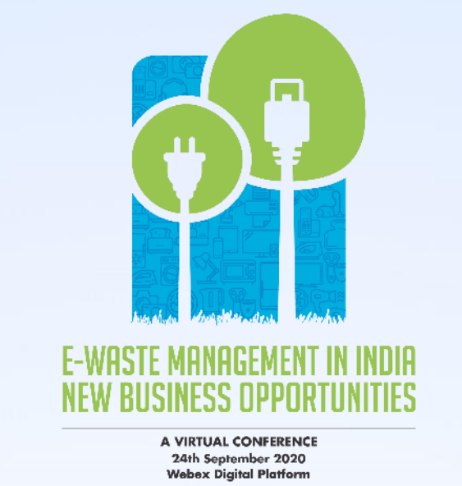 E-WASTE MANAGEMENT IN INDIA
NEW BUSINESS OPPORTUNITIES
A VIRTUAL CONFERENCE
24th September 2020
Webex Digital Platform